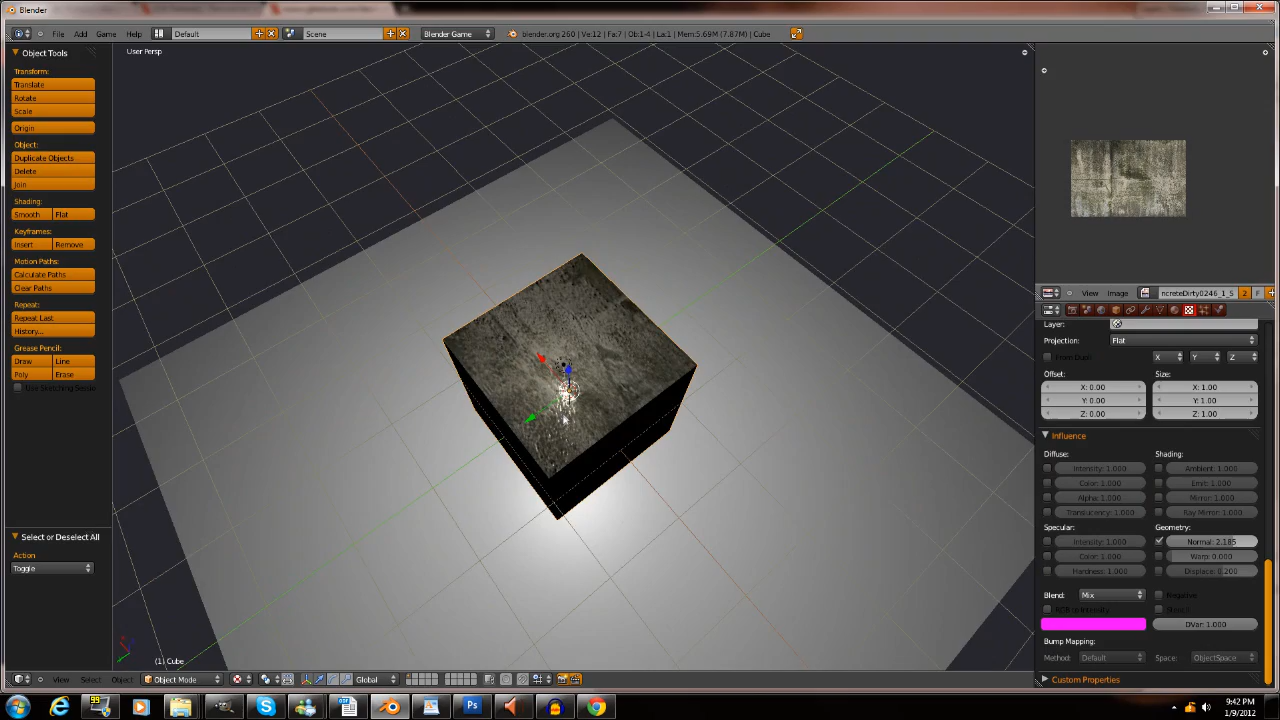 Blender
File Add Game Help Default Scene Blender Game blender.org 260 | Ve:12 | Fa:7 | Ob:1-4 | La:1 | Mem:5.69M (7.87M) | Cube
Object Tools
User Persp
Transform:
Translate
Rotate
Scale
Origin
Object:
Duplicate Objects
Delete
Join
Shading:
Smooth Flat
Keyframes:
Insert Remove
Motion Paths:
Calculate Paths
Clear Paths
Repeat:
Repeat Last
History...
Grease Pencil:
Draw Line
Poly Erase
Select or Deselect All
Action
Toggle
View Image ncreteDirty0246_1_S 2 F
Layer:
Projection: Flat
From Dupli X Y Z
Offset: Size:
X: 0.00 X: 1.00
Y: 0.00 Y: 1.00
Z: 0.00 Z: 1.00
Influence
Diffuse: Shading:
Intensity: 1.000 Ambient: 1.000
Color: 1.000 Emit: 1.000
Alpha: 1.000 Mirror: 1.000
Translucency: 1.000 Ray Mirror: 1.000
Specular: Geometry:
Intensity: 1.000 Normal: 2.185
Color: 1.000 Warp: 0.000
Hardness: 1.000 Displace: 0.200
Blend: Mix Negative
RGB to Intensity Stencil
DVar: 1.000
Bump Mapping:
Method: Default Space: ObjectSpace
Custom Properties
(1) Cube
View Select Object Object Mode Global
99
Ps
9:42 PM
1/9/2012